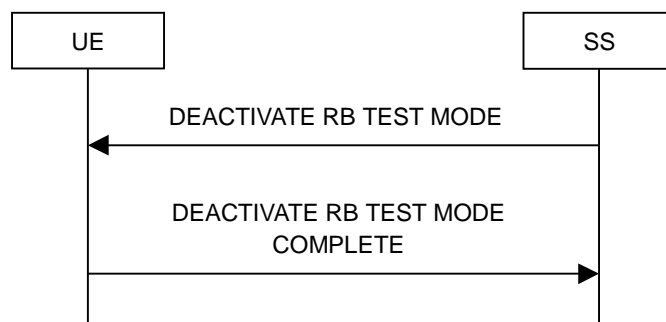 UE
SS
DEACTIVATE RB TEST MODE
DEACTIVATE RB TEST MODE
COMPLETE